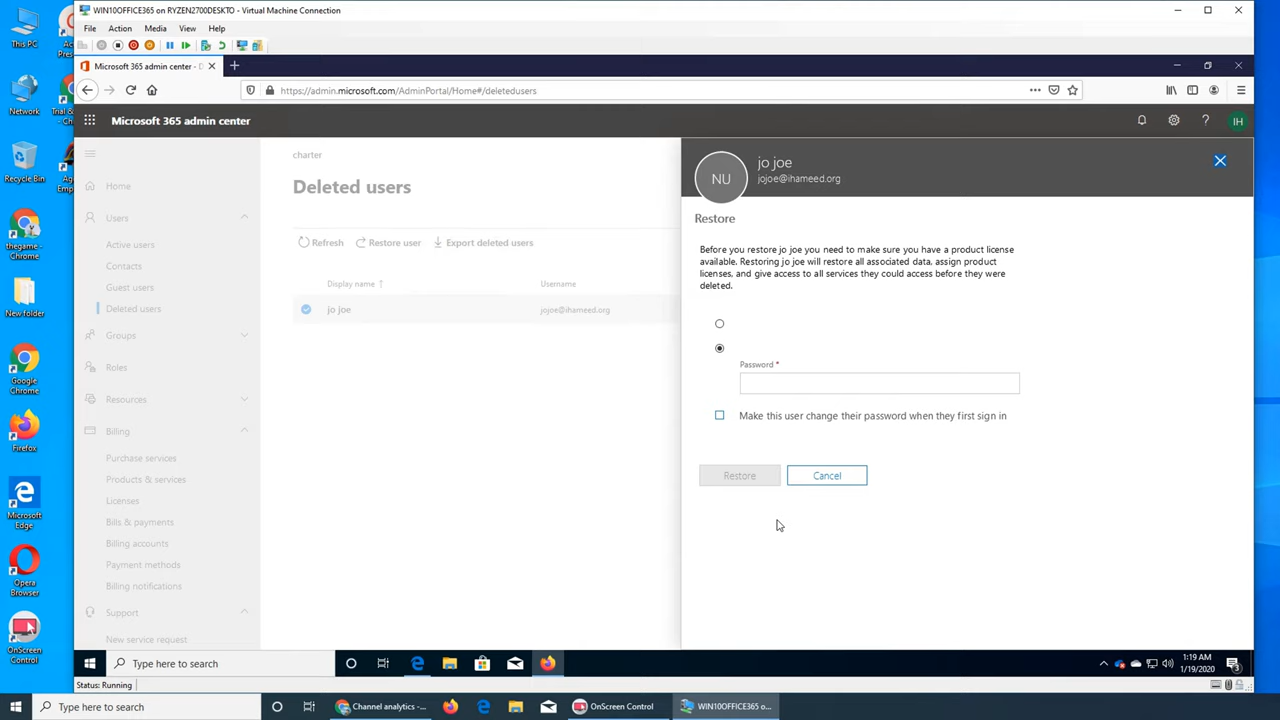 WIN10OFFICE365 on RYZEN2700DESKTO - Virtual Machine Connection
File Action Media View Help
Microsoft 365 admin center - D
https://admin.microsoft.com/AdminPortal/Home#/deletedusers
Microsoft 365 admin center
IH
Home
Users
Active users
Contacts
Guest users
Deleted users
Groups
Roles
Resources
Billing
Purchase services
Products & services
Licenses
Bills & payments
Billing accounts
Payment methods
Billing notifications
Support
New service request
charter
Deleted users
Refresh Restore user Export deleted users
Display name ↑ Username
jo joe jojoe@ihameed.org
NU
jo joe
jojoe@ihameed.org
Restore
Before you restore jo joe you need to make sure you have a product license
available. Restoring jo joe will restore all associated data, assign product
licenses, and give access to all services they could access before they were
deleted.
Password *
Make this user change their password when they first sign in
Restore Cancel
Type here to search
1:19 AM
1/19/2020
3
Status: Running
This PC
Network
Recycle Bin
thegame -
Chrome
New folder
Google
Chrome
Firefox
Microsoft
Edge
Opera
Browser
OnScreen
Control
Type here to search
Channel analytics -...
OnScreen Control
WIN10OFFICE365 o...